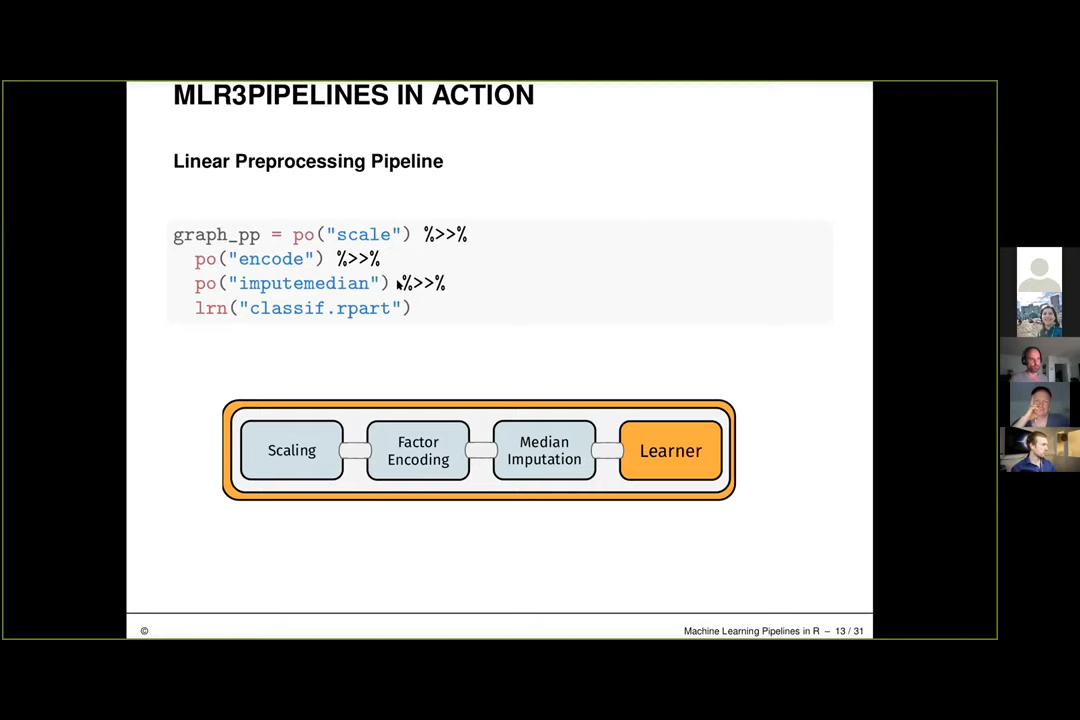 MLR3PIPELINES IN ACTION
Linear Preprocessing Pipeline
graph_pp = po("scale") %>>%
po("encode") %>>%
po("imputemedian") %>>%
lrn("classif.rpart")
Scaling
Factor
Encoding
Median
Imputation
Learner
©
Machine Learning Pipelines in R – 13 / 31